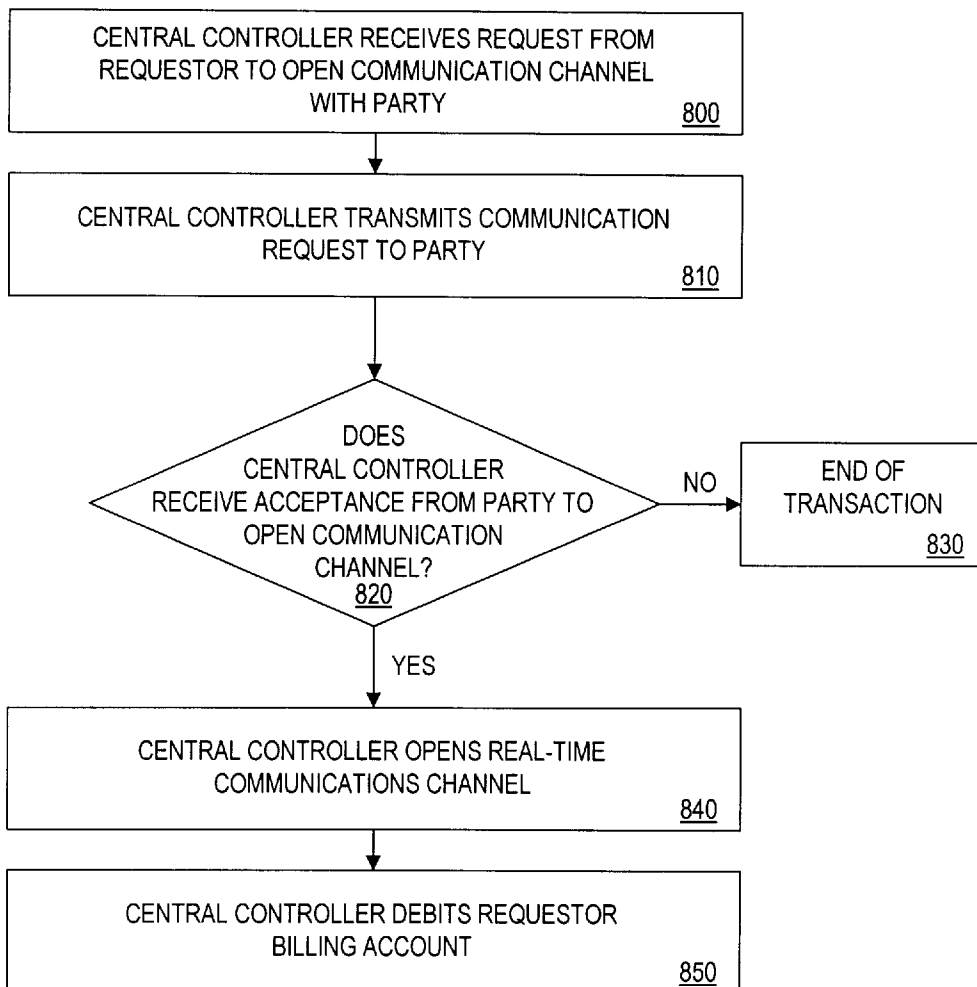 CENTRAL CONTROLLER RECEIVES REQUEST FROM
REQUESTOR TO OPEN COMMUNICATION CHANNEL
WITH PARTY
800
CENTRAL CONTROLLER TRANSMITS COMMUNICATION
REQUEST TO PARTY
810
DOES
CENTRAL CONTROLLER
RECEIVE ACCEPTANCE FROM PARTY TO
OPEN COMMUNICATION
CHANNEL?
820
NO
END OF
TRANSACTION
830
YES
CENTRAL CONTROLLER OPENS REAL-TIME
COMMUNICATIONS CHANNEL
840
CENTRAL CONTROLLER DEBITS REQUESTOR
BILLING ACCOUNT
850